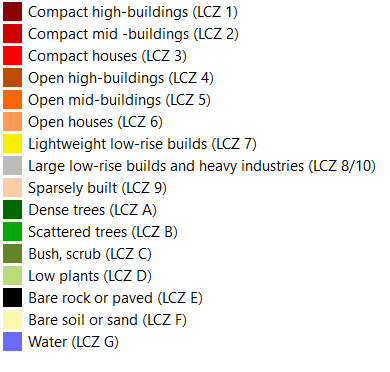 Compact high-buildings (LCZ 1)
Compact mid -buildings (LCZ 2)
Compact houses (LCZ 3)
Open high-buildings (LCZ 4)
Open mid-buildings (LCZ 5)
Open houses (LCZ 6)
Lightweight low-rise builds (LCZ 7)
Large low-rise builds and heavy industries (LCZ 8/10)
Sparsely built (LCZ 9)
Dense trees (LCZ A)
Scattered trees (LCZ B)
Bush, scrub (LCZ C)
Low plants (LCZ D)
Bare rock or paved (LCZ E)
Bare soil or sand (LCZ F)
Water (LCZ G)